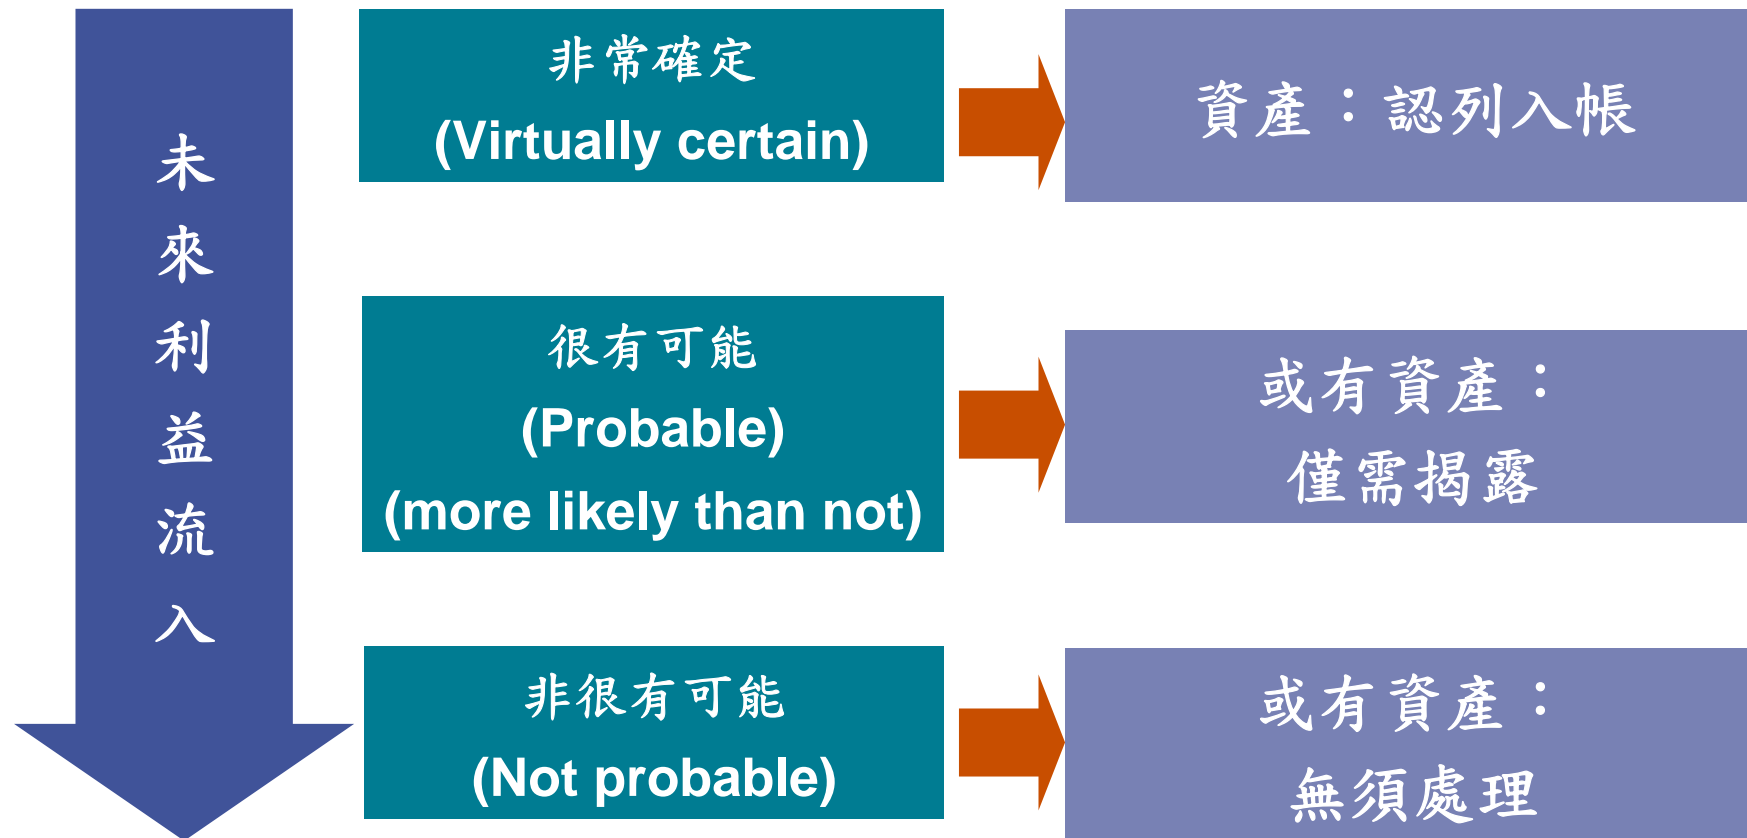 未來利益流入
非常確定
(Virtually certain)
資產：認列入帳
很有可能
(Probable)
(more likely than not)
或有資產：
僅需揭露
非很有可能
(Not probable)
或有資產：
無須處理